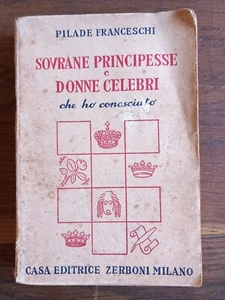 PILADE FRANCESCHI
SOVRANE PRINCIPESSE
e
DONNE CELEBRI
che ho conosciuto
CASA EDITRICE ZERBONI MILANO